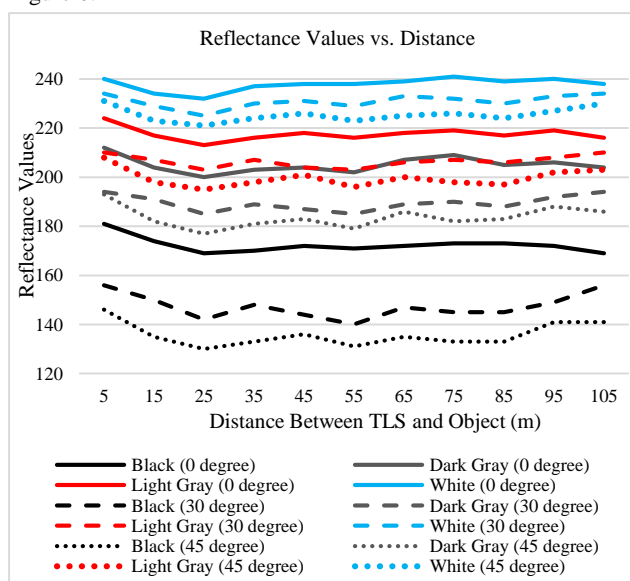 Reflectance Values vs. Distance
Reflectance Values
240
220
200
180
160
140
120
5 15 25 35 45 55 65 75 85 95 105
Distance Between TLS and Object (m)
Black (0 degree) Dark Gray (0 degree)
Light Gray (0 degree) White (0 degree)
Black (30 degree) Dark Gray (30 degree)
Light Gray (30 degree) White (30 degree)
Black (45 degree) Dark Gray (45 degree)
Light Gray (45 degree) White (45 degree)